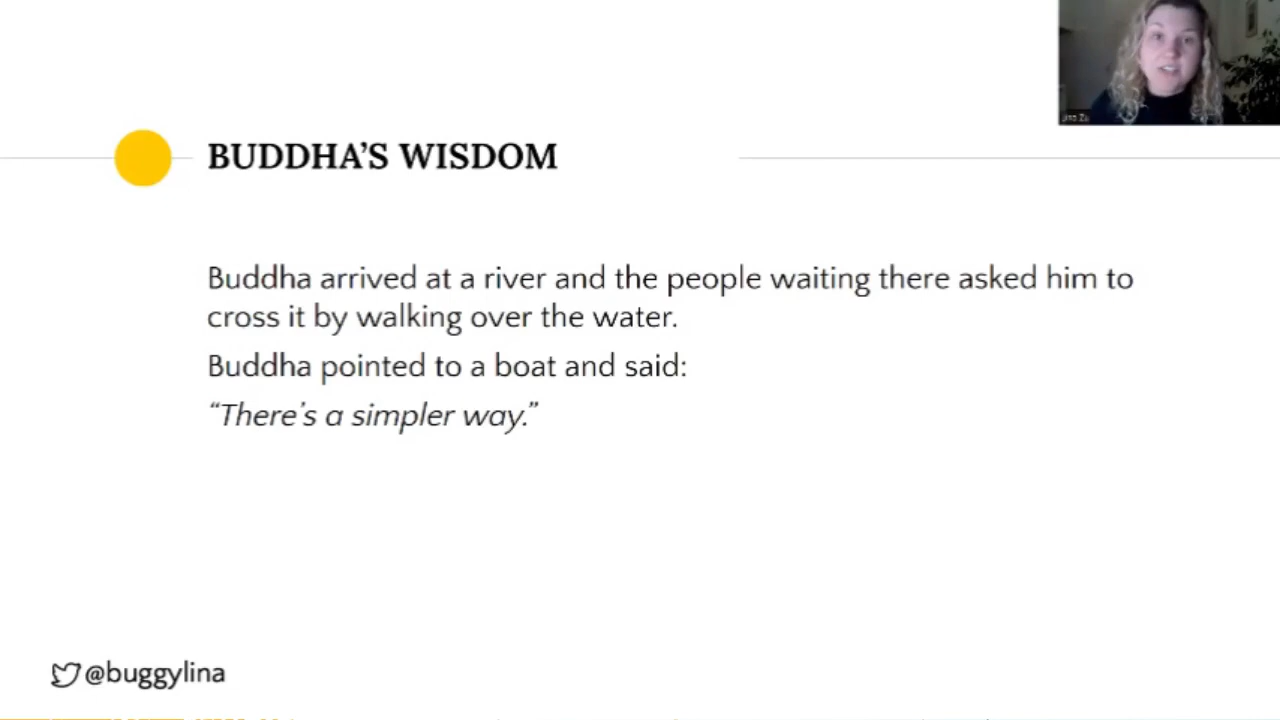 BUDDHA’S WISDOM
Buddha arrived at a river and the people waiting there asked him to
cross it by walking over the water.
Buddha pointed to a boat and said:
“There’s a simpler way.”
@buggylina